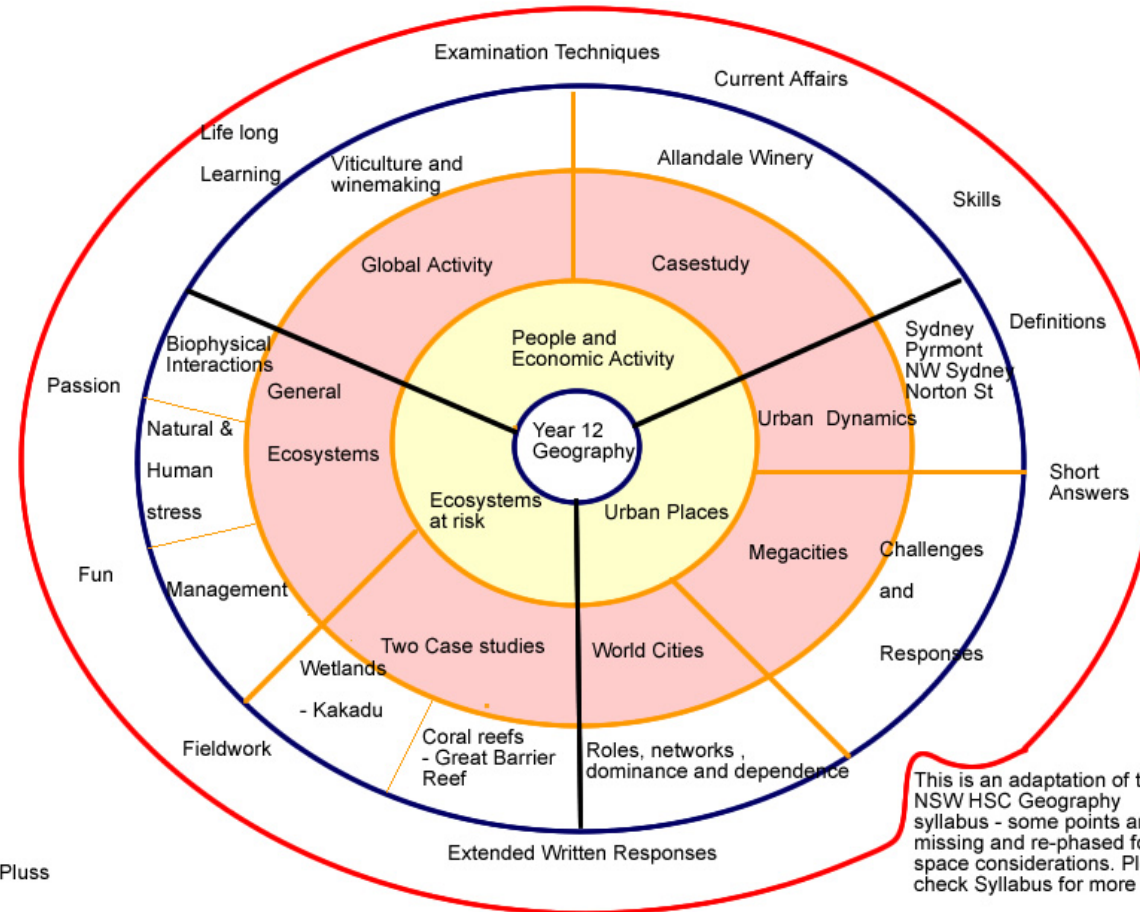 Examination Techniques
Current Affairs
Life long
Learning
Viticulture and
winemaking
Allandale Winery
Skills
Global Activity
Casestudy
Definitions
Biophysical
Interactions
People and
Economic Activity
Sydney
Pyrmont
NW Sydney
Norton St
Passion
General
Ecosystems
Natural &
Human
stress
Year 12
Geography
Urban Dynamics
Ecosystems
at risk
Urban Places
Short
Answers
Megacities
Challenges
and
Responses
Fun
Management
Two Case studies
World Cities
Wetlands
- Kakadu
Fieldwork
Coral reefs
- Great Barrier
Reef
Roles, networks ,
dominance and dependence
Extended Written Responses
This is an adaptation of
NSW HSC Geography
syllabus - some points
missing and re-phased
space considerations.
check Syllabus for more
Pluss